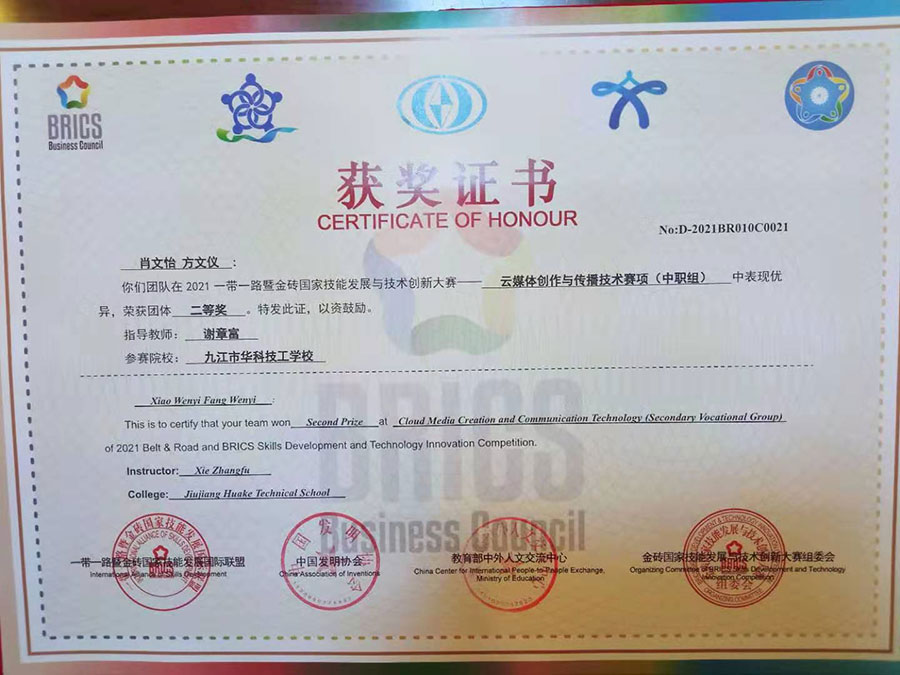 BRICS
Business Council
获奖证书
CERTIFICATE OF HONOUR
No:D-2021BR010C0021
肖文怡 方文仪:
你们团队在 2021 一带一路暨金砖国家技能发展与技术创新大赛——云媒体创作与传播技术赛项(中职组)中表现优
异,荣获团体 二等奖 。特发此证,以资鼓励。
指导教师: 谢章富
参赛院校: 九江市华科技工学校
Xiao Wenyi Fang Wenyi :
This is to certify that your team won Second Prize at Cloud Media Creation and Communication Technology (Secondary Vocational Group)
of 2021 Belt & Road and BRICS Skills Development and Technology Innovation Competition.
Instructor: Xie Zhangfu
College: Jiujiang Huake Technical School
BRICS
Business Council
一带一路暨金砖国家技能发展国际联盟
International Alliance of Skills Development
中国发明协会
China Association of Inventions
教育部中外人文交流中心
China Center for International People-to-People Exchange,
Ministry of Education
金砖国家技能发展与技术创新大赛组委会
Organizing Committee of BRICS Skills Development and Technology
Innovation Competition